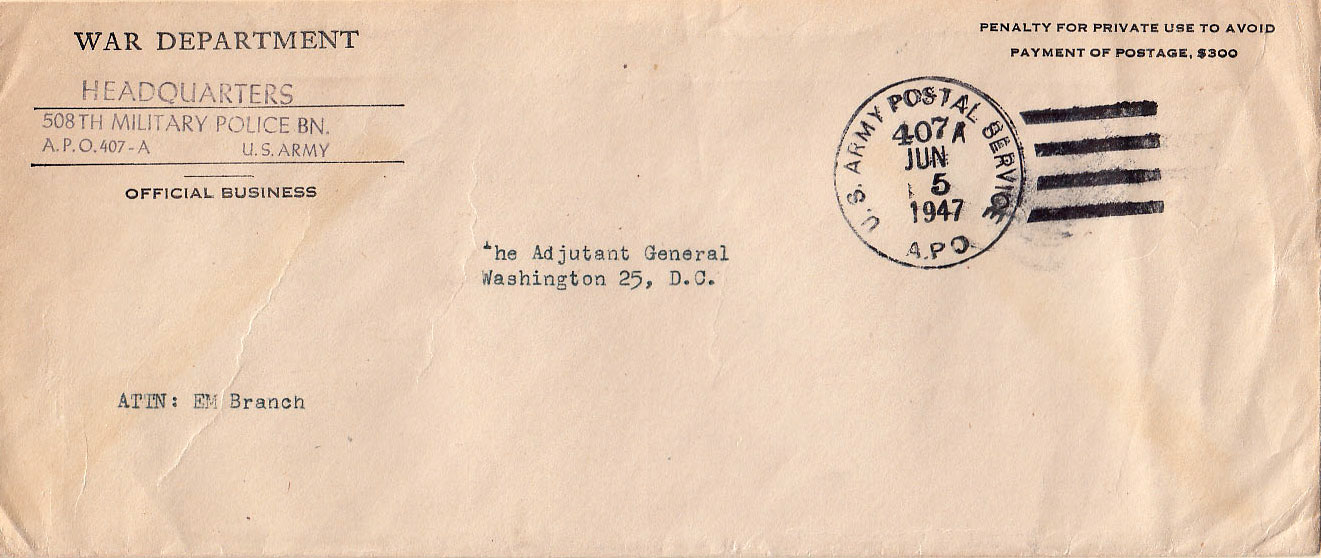 WAR DEPARTMENT
HEADQUARTERS
508TH MILITARY POLICE BN.
A.P.O. 407-A U.S. ARMY
OFFICIAL BUSINESS
PENALTY FOR PRIVATE USE TO AVOID
PAYMENT OF POSTAGE, $300
U.S. ARMY POSTAL SERVICE
407 A
JUN
5
1947
A.P.O.
The Adjutant General
Washington 25, D.C.
ATTN: EM Branch